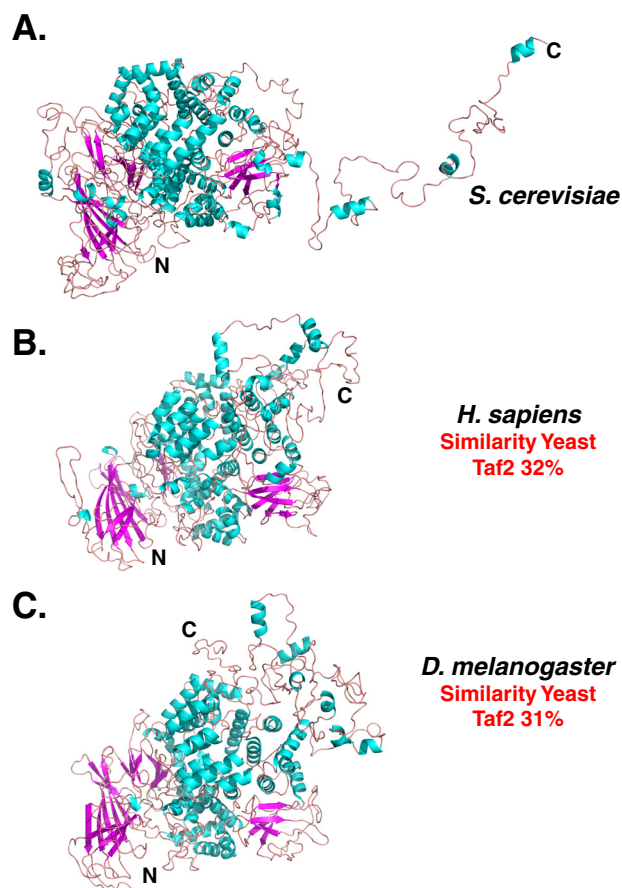 A.
C
S. cerevisiae
N
B.
C
H. sapiens
Similarity Yeast
Taf2 32%
N
C.
C
D. melanogaster
Similarity Yeast
Taf2 31%
N